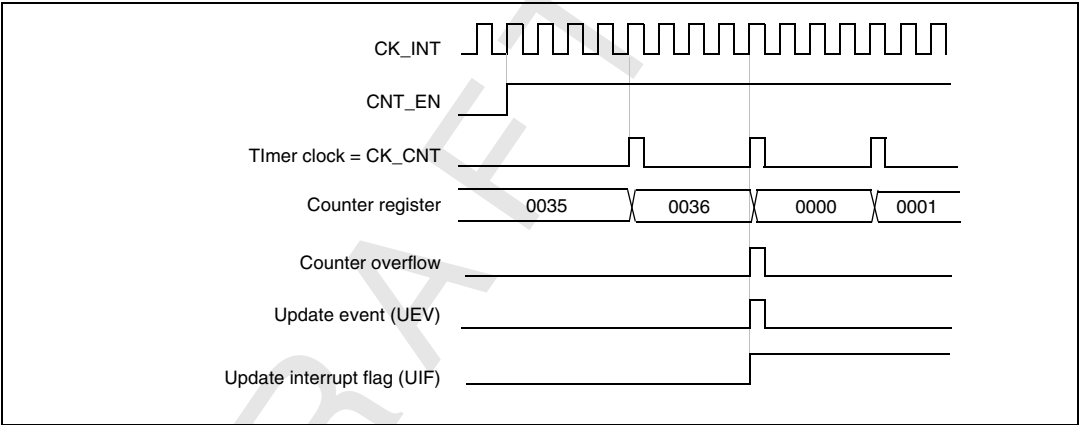 CK_INT
CNT_EN
TImer clock = CK_CNT
Counter register 0035 0036 0000 0001
Counter overflow
Update event (UEV)
Update interrupt flag (UIF)
DRAFT